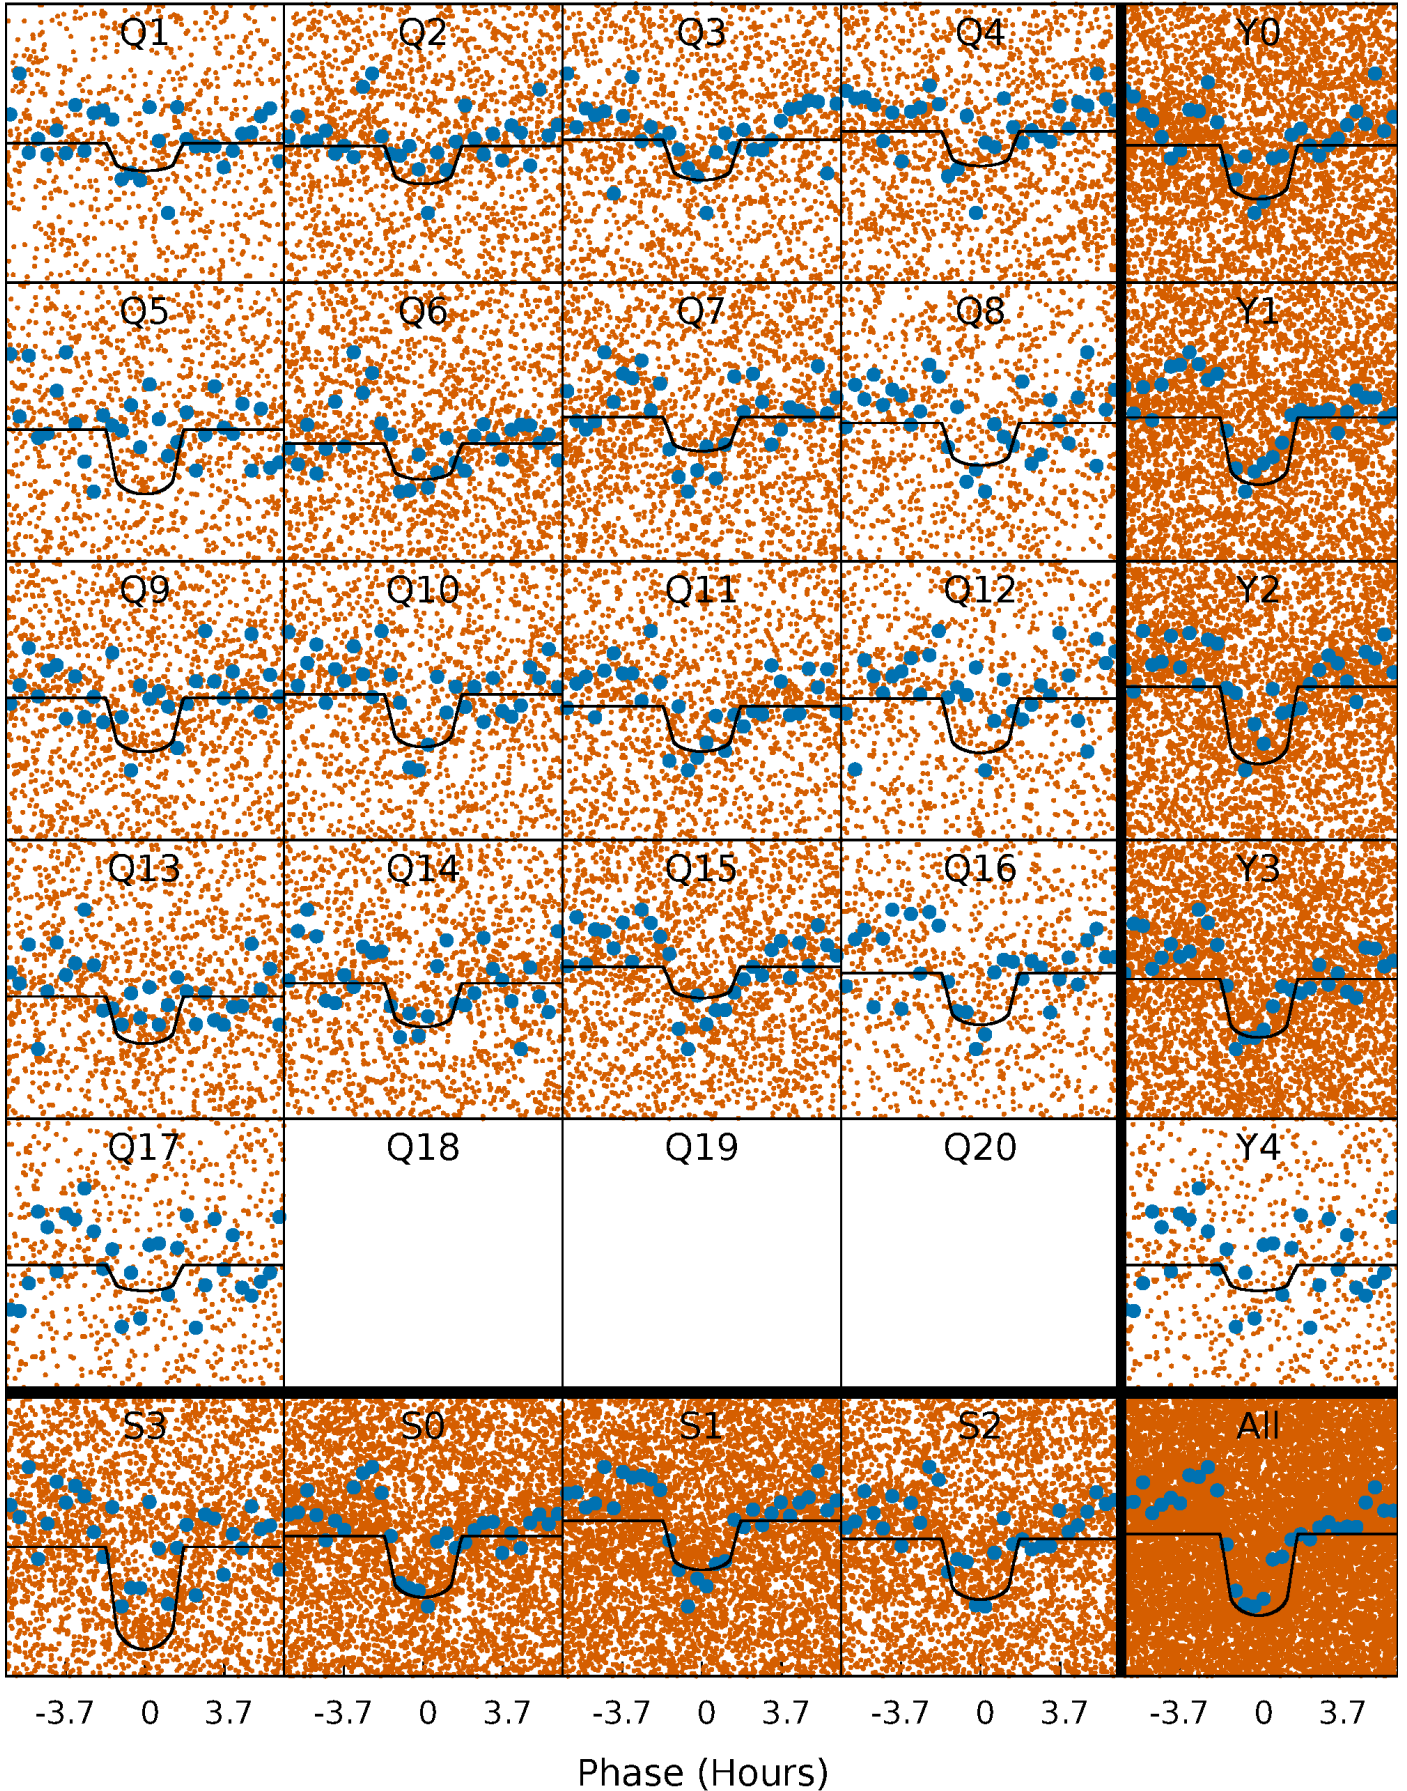 Q1 Q2 Q3 Q4 Y0
Q5 Q6 Q7 Q8 Y1
Q9 Q10 Q11 Q12 Y2
Q13 Q14 Q15 Q16 Y3
Q17 Q18 Q19 Q20 Y4
S3 S0 S1 S2 All
-3.7 0 3.7 -3.7 0 3.7 -3.7 0 3.7 -3.7 0 3.7 -3.7 0 3.7
Phase (Hours)